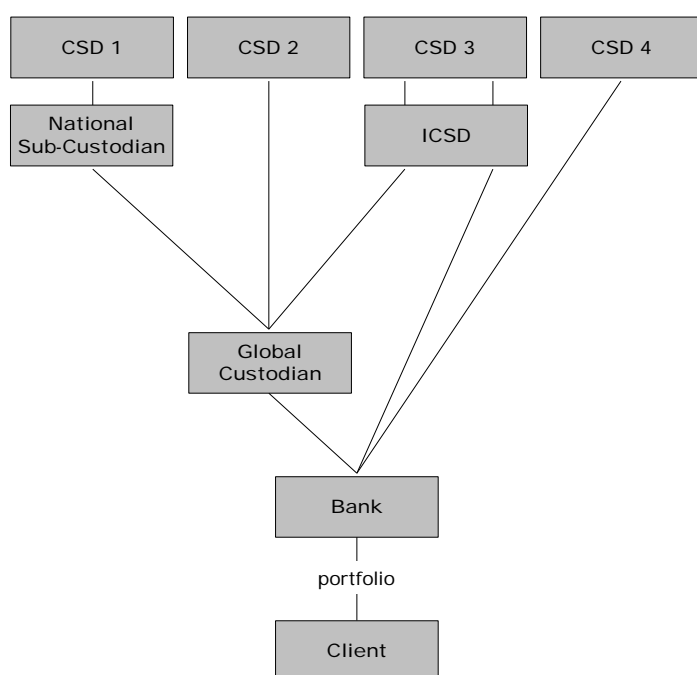 CSD 1
CSD 2
CSD 3
CSD 4
National
Sub-Custodian
ICSD
Global
Custodian
Bank
portfolio
Client